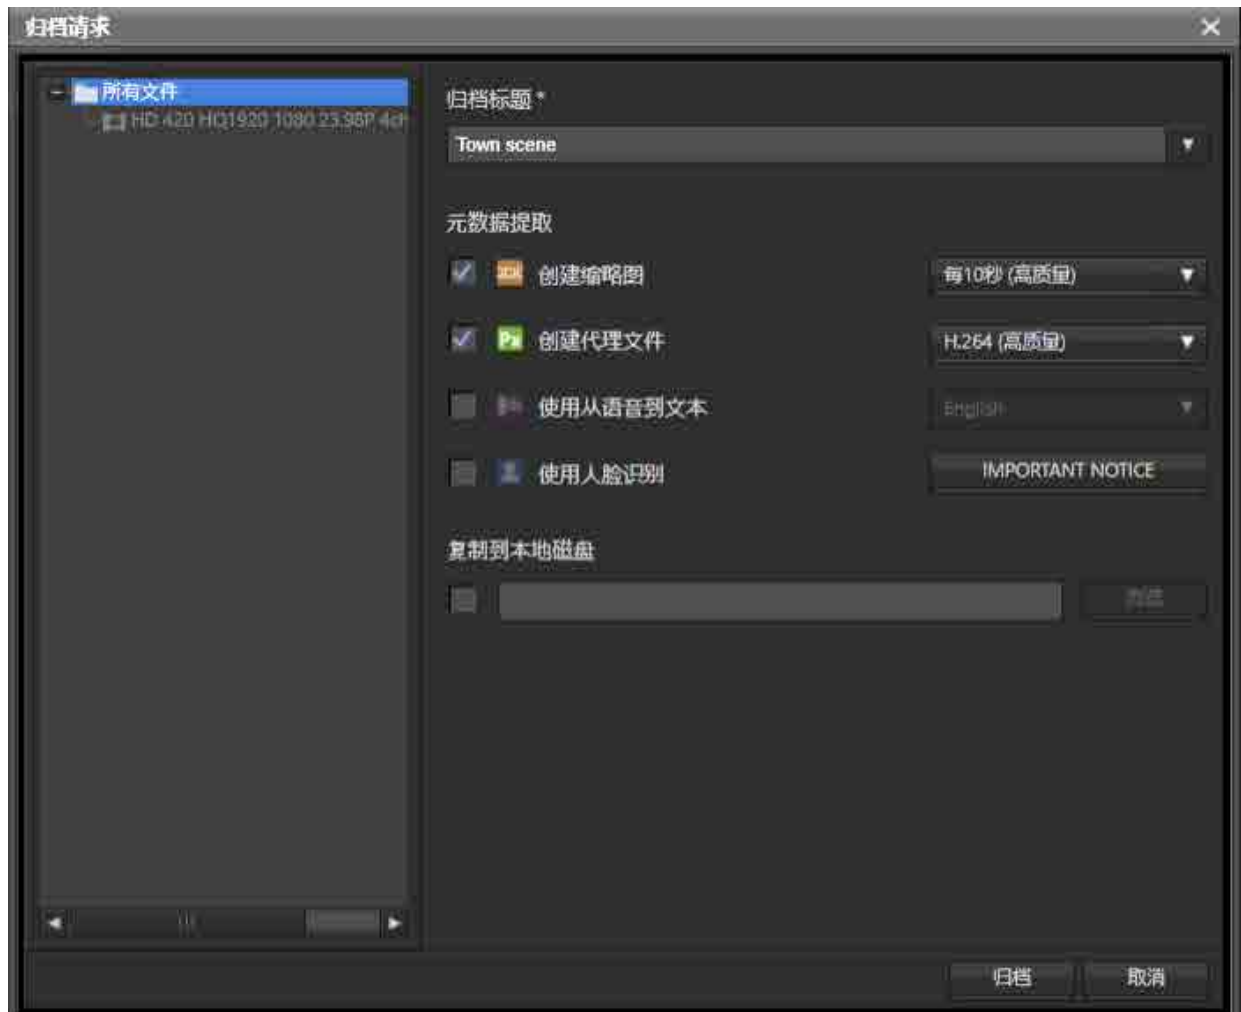 归档请求
所有文件
HD 420 HQ1920 1080 23.98P 4ch
归档标题 *
Town scene
元数据提取
创建缩略图
每10秒 (高质量)
创建代理文件
H.264 (高质量)
使用从语音到文本
English
使用人脸识别
IMPORTANT NOTICE
复制到本地磁盘
归档
取消